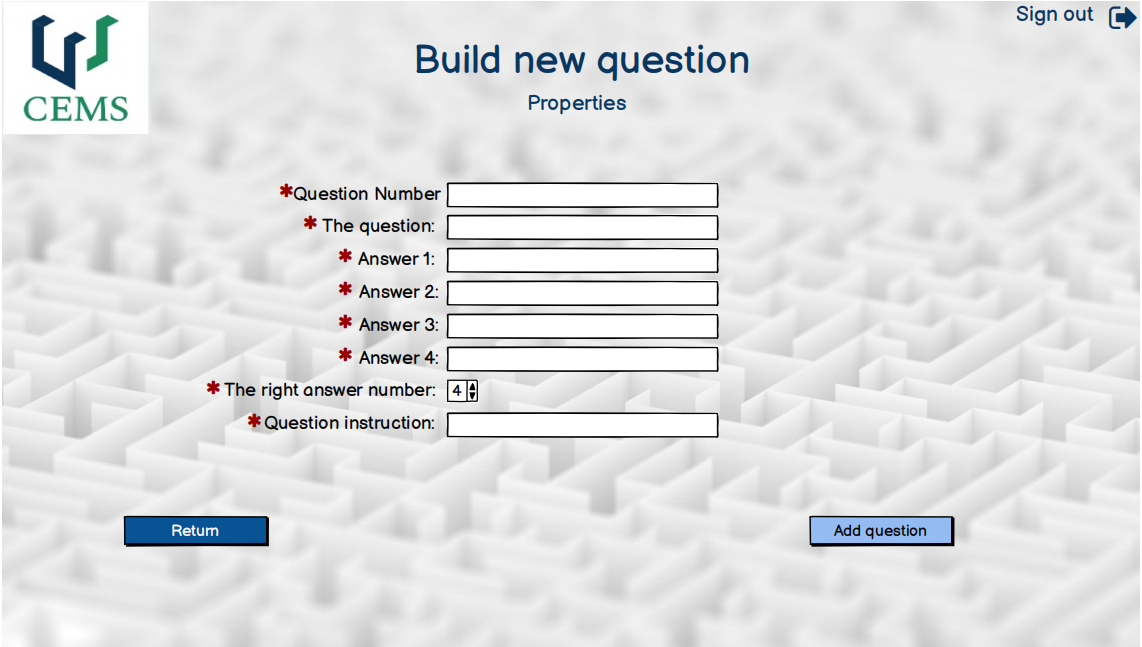 Sign out
CEMS
Build new question
Properties
*Question Number
* The question:
* Answer 1:
* Answer 2:
* Answer 3:
* Answer 4:
* The right answer number: 4
*Question instruction:
Return
Add question